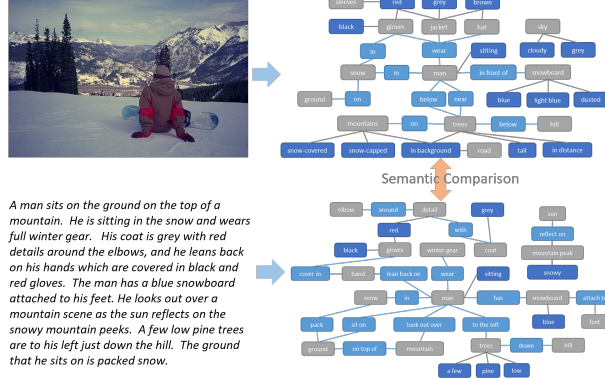 sleeves red grey brown
black gloves jacket hat sky
in wear sitting cloudy grey
snow in man in front of snowboard
ground on below near blue light blue dusted
mountains on trees below hill
snow-covered snow-capped in background road tall in distance
Semantic Comparison
A man sits on the ground on the top of a
mountain. He is sitting in the snow and wears
full winter gear. His coat is grey with red
details around the elbows, and he leans back
on his hands which are covered in black and
red gloves. The man has a blue snowboard
attached to his feet. He looks out over a
mountain scene as the sun reflects on the
snowy mountain peeks. A few low pine trees
are to his left just down the hill. The ground
that he sits on is packed snow.
elbow around detail grey sun
red with reflect on
black gloves winter gear coat mountain peak
cover in hand lean back on wear sitting snowy
snow in man has snowboard attach
pack sit on look out over to the left blue feet
ground on top of mountain trees down hill
a few pine low